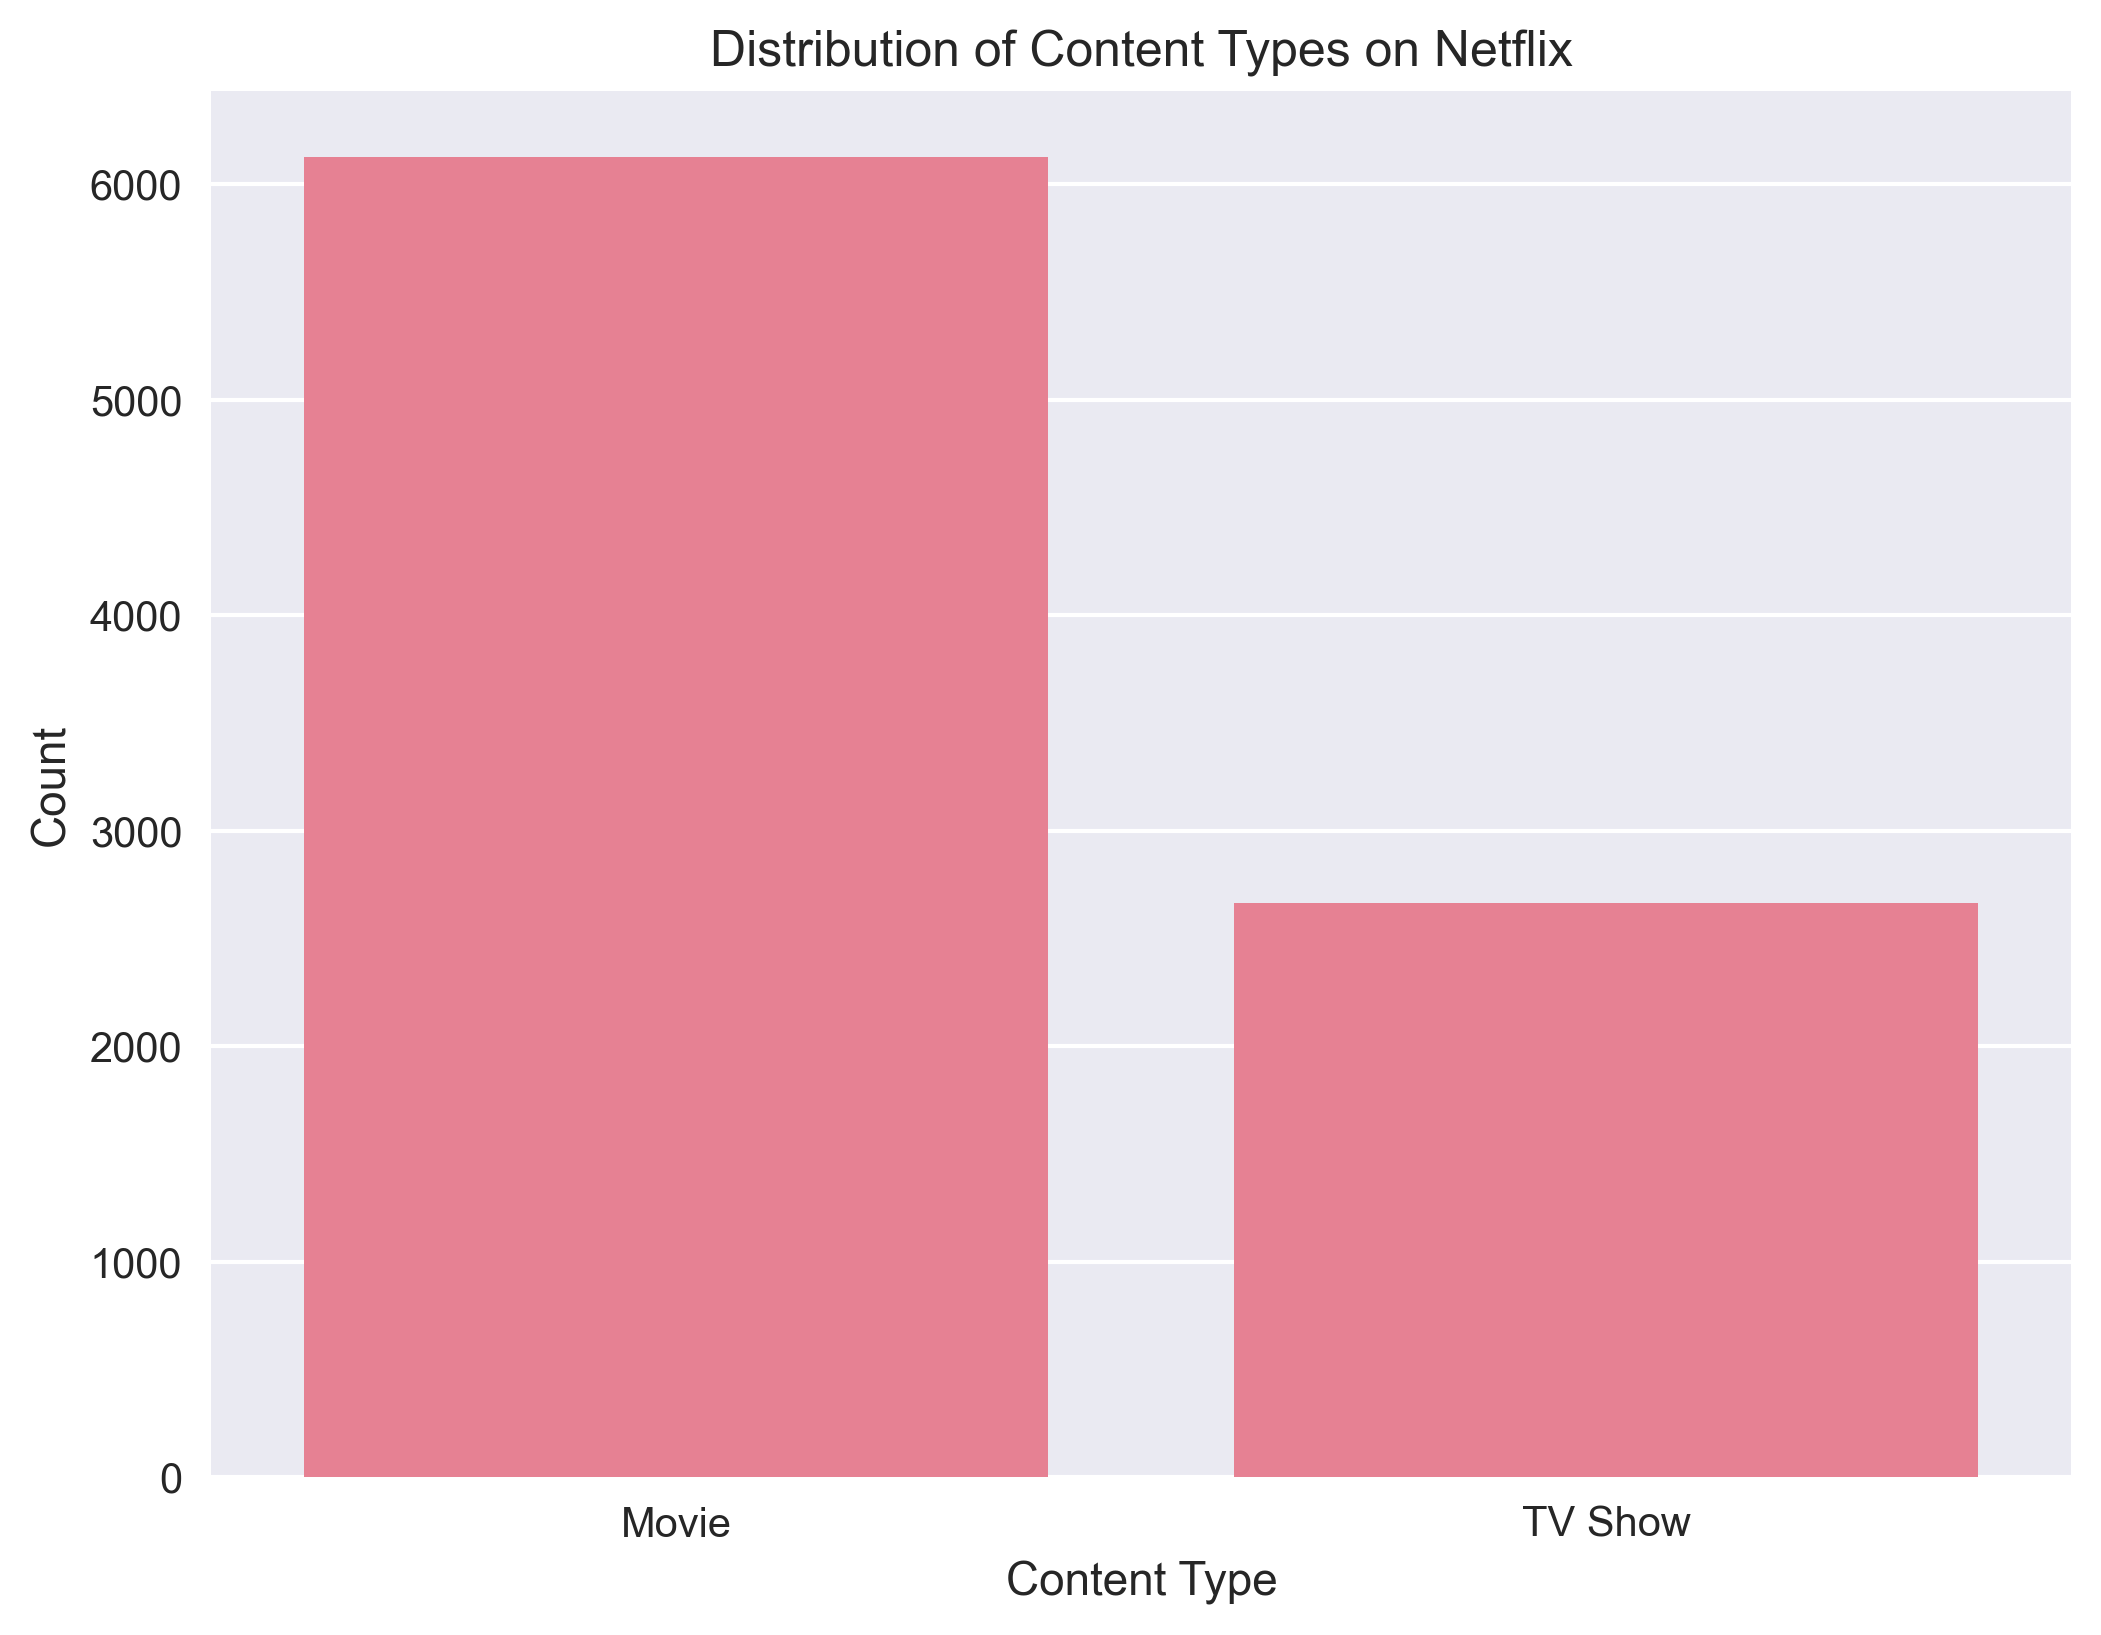 Distribution of Content Types on Netflix
6000
5000
4000
3000
2000
1000
0
Count
Movie
TV Show
Content Type